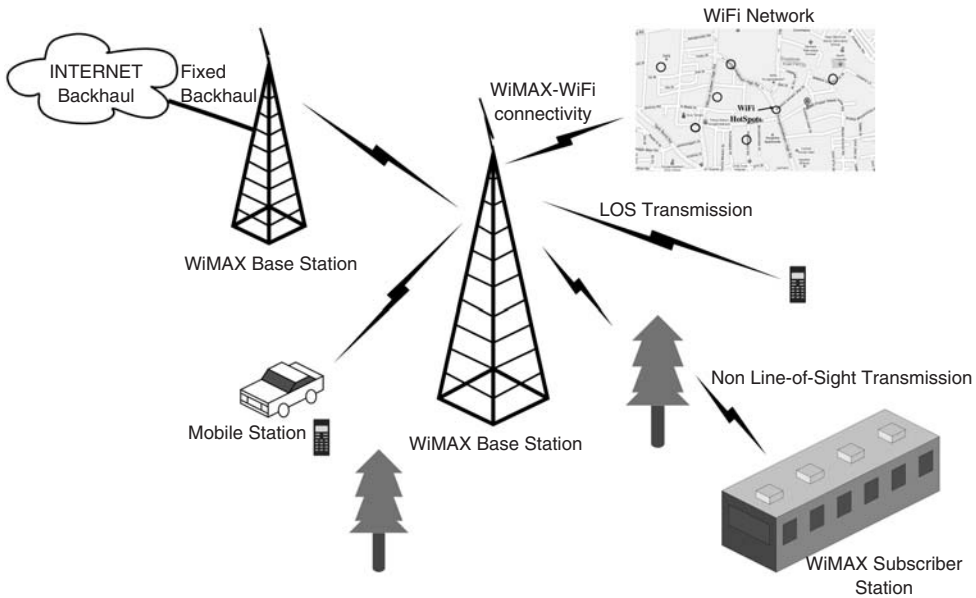 WiFi Network
INTERNET
Backhaul
Fixed
Backhaul
WiMAX-WiFi
connectivity
WiFi
HotSpots
LOS Transmission
WiMAX Base Station
Non Line-of-Sight Transmission
Mobile Station
WiMAX Base Station
WiMAX Subscriber
Station